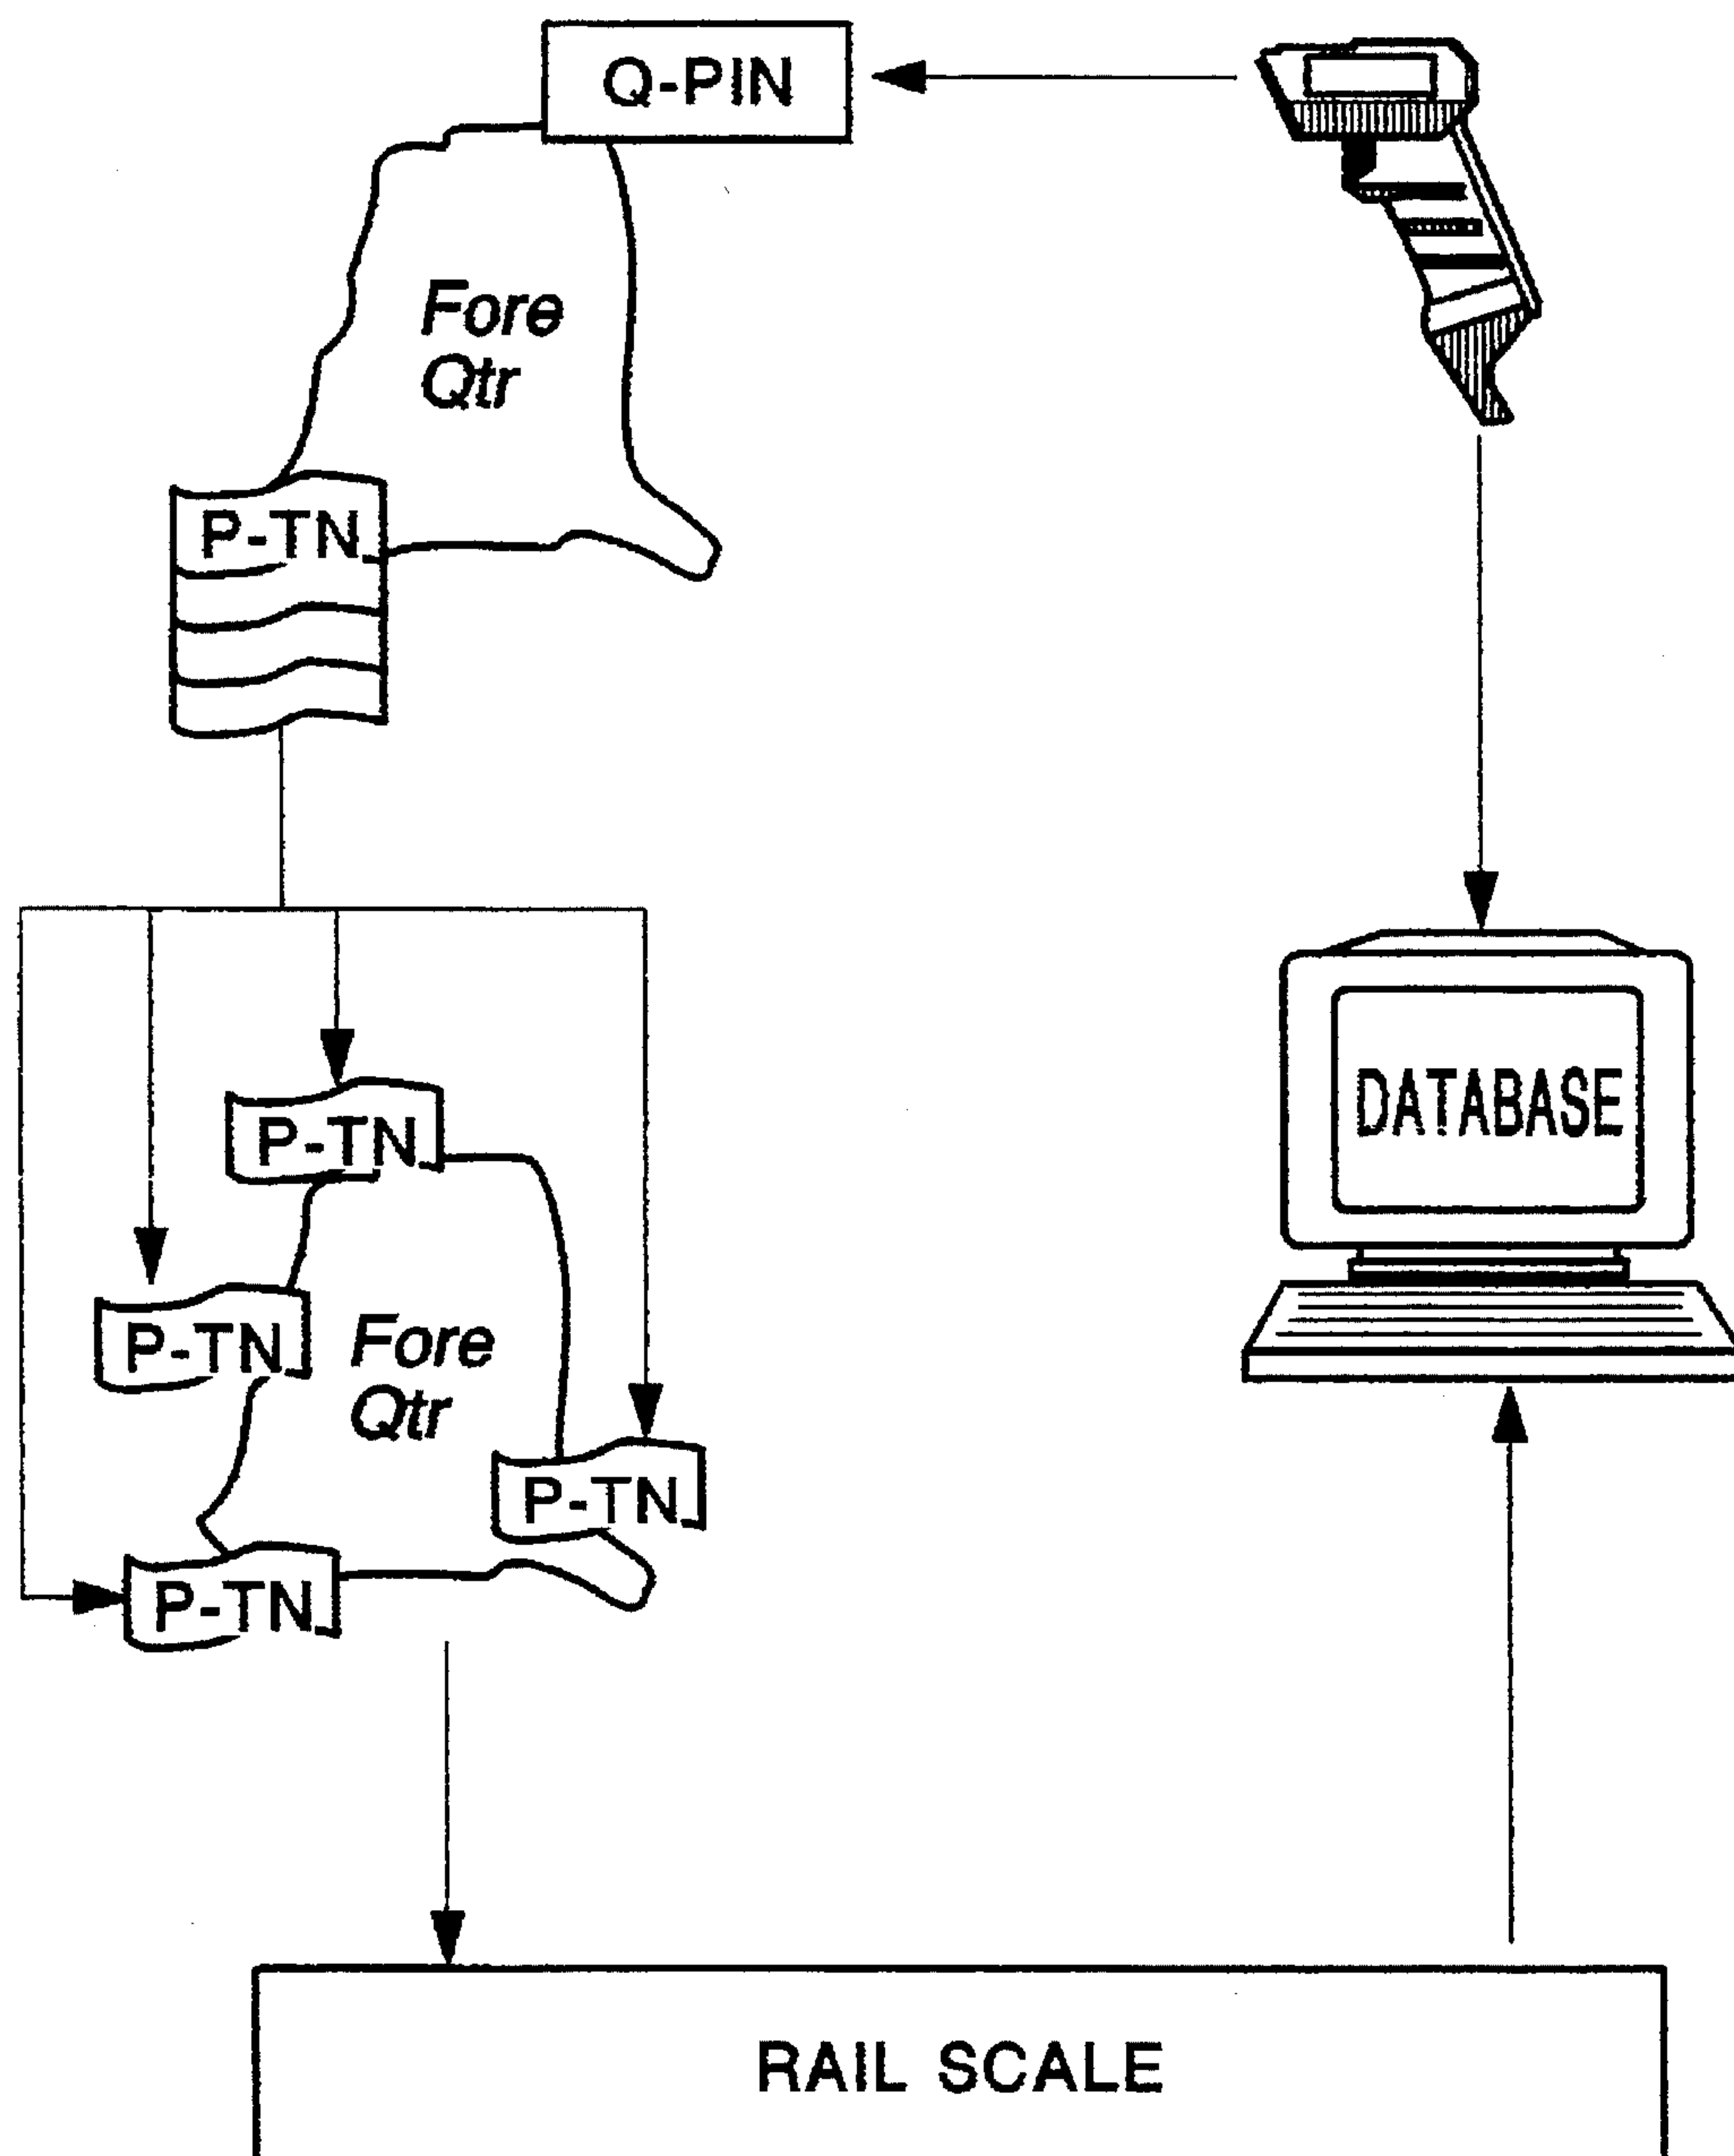 Q-PIN
Fore
Qtr
P-TN
DATABASE
P-TN
P-TN
Fore
Qtr
P-TN
P-TN
RAIL SCALE